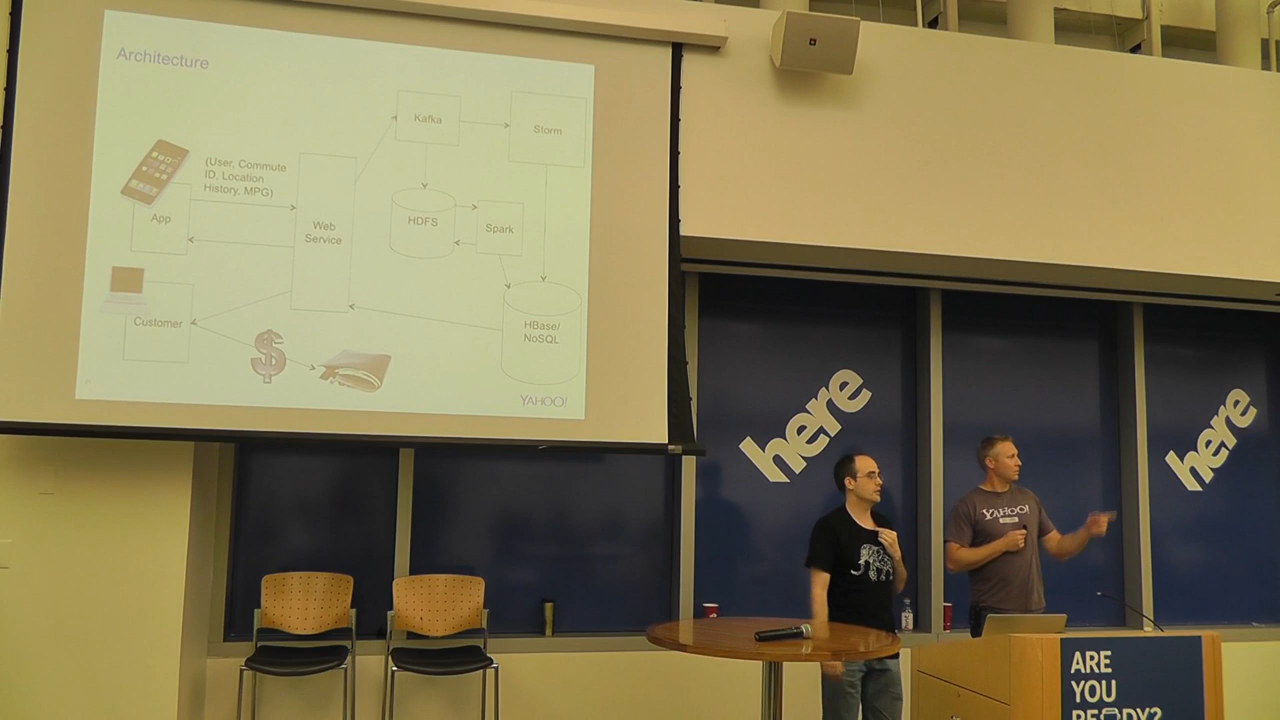 Architecture
Kafka
Storm
(User, Commute
ID, Location
History, MPG)
App
Web
Service
HDFS
Spark
Customer
HBase/
NoSQL
$
YAHOO!
here
here
YAHOO!
ARE
YOU
READY?